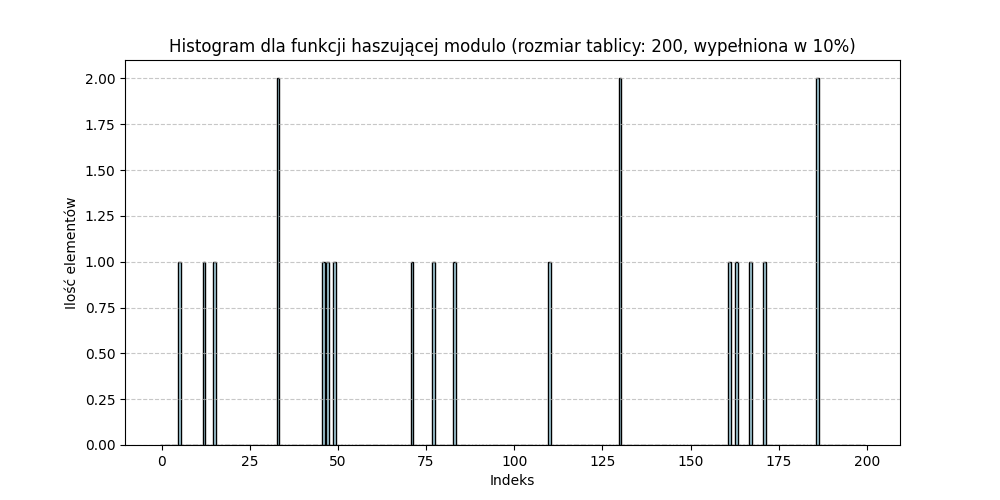 Histogram dla funkcji haszującej modulo (rozmiar tablicy: 200, wypełniona w 10%)
2.00
1.75
1.50
1.25
1.00
0.75
0.50
0.25
0.00
Ilość elementów
0 25 50 75 100 125 150 175 200
Indeks